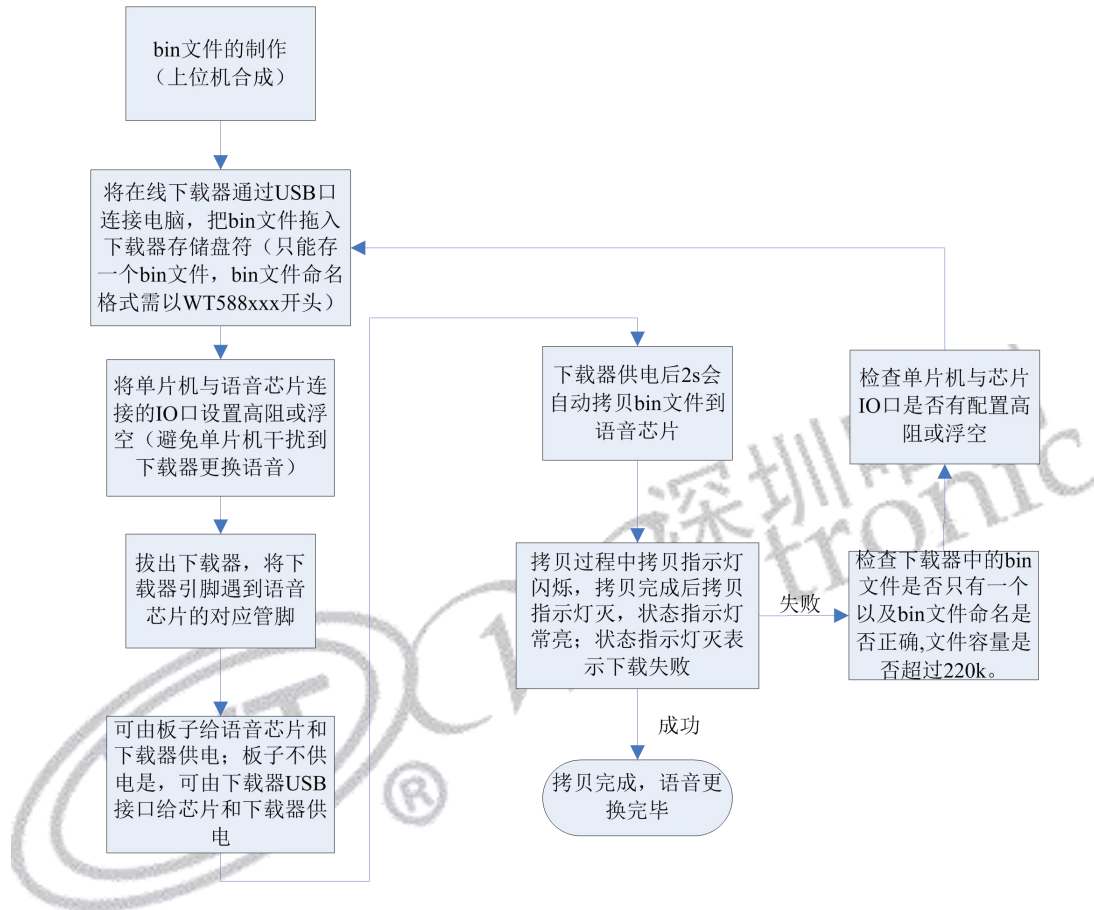 bin文件的制作
（上位机合成）
将在线下载器通过USB口
连接电脑，把bin文件拖入
下载器存储盘符（只能存
一个bin文件，bin文件命名
格式需以WT588xxx开头）
将单片机与语音芯片连
接的IO口设置高阻或浮
空（避免单片机干扰到
下载器更换语音）
拔出下载器，将下
载器引脚遇到语音
芯片的对应管脚
可由板子给语音芯片和
下载器供电；板子不供
电是，可由下载器USB
接口给芯片和下载器供
电
下载器供电后2s会
自动拷贝bin文件到
语音芯片
拷贝过程中拷贝指示灯
闪烁，拷贝完成后拷贝
指示灯灭，状态指示灯
常亮；状态指示灯灭表
示下载失败
失败
检查下载器中的bin
文件是否只有一个
以及bin文件命名是
否正确,文件容量是
否超过220k。
检查单片机与芯片
IO口是否有配置高
阻或浮空
成功
拷贝完成，语音更
换完毕
深圳
tronic
®